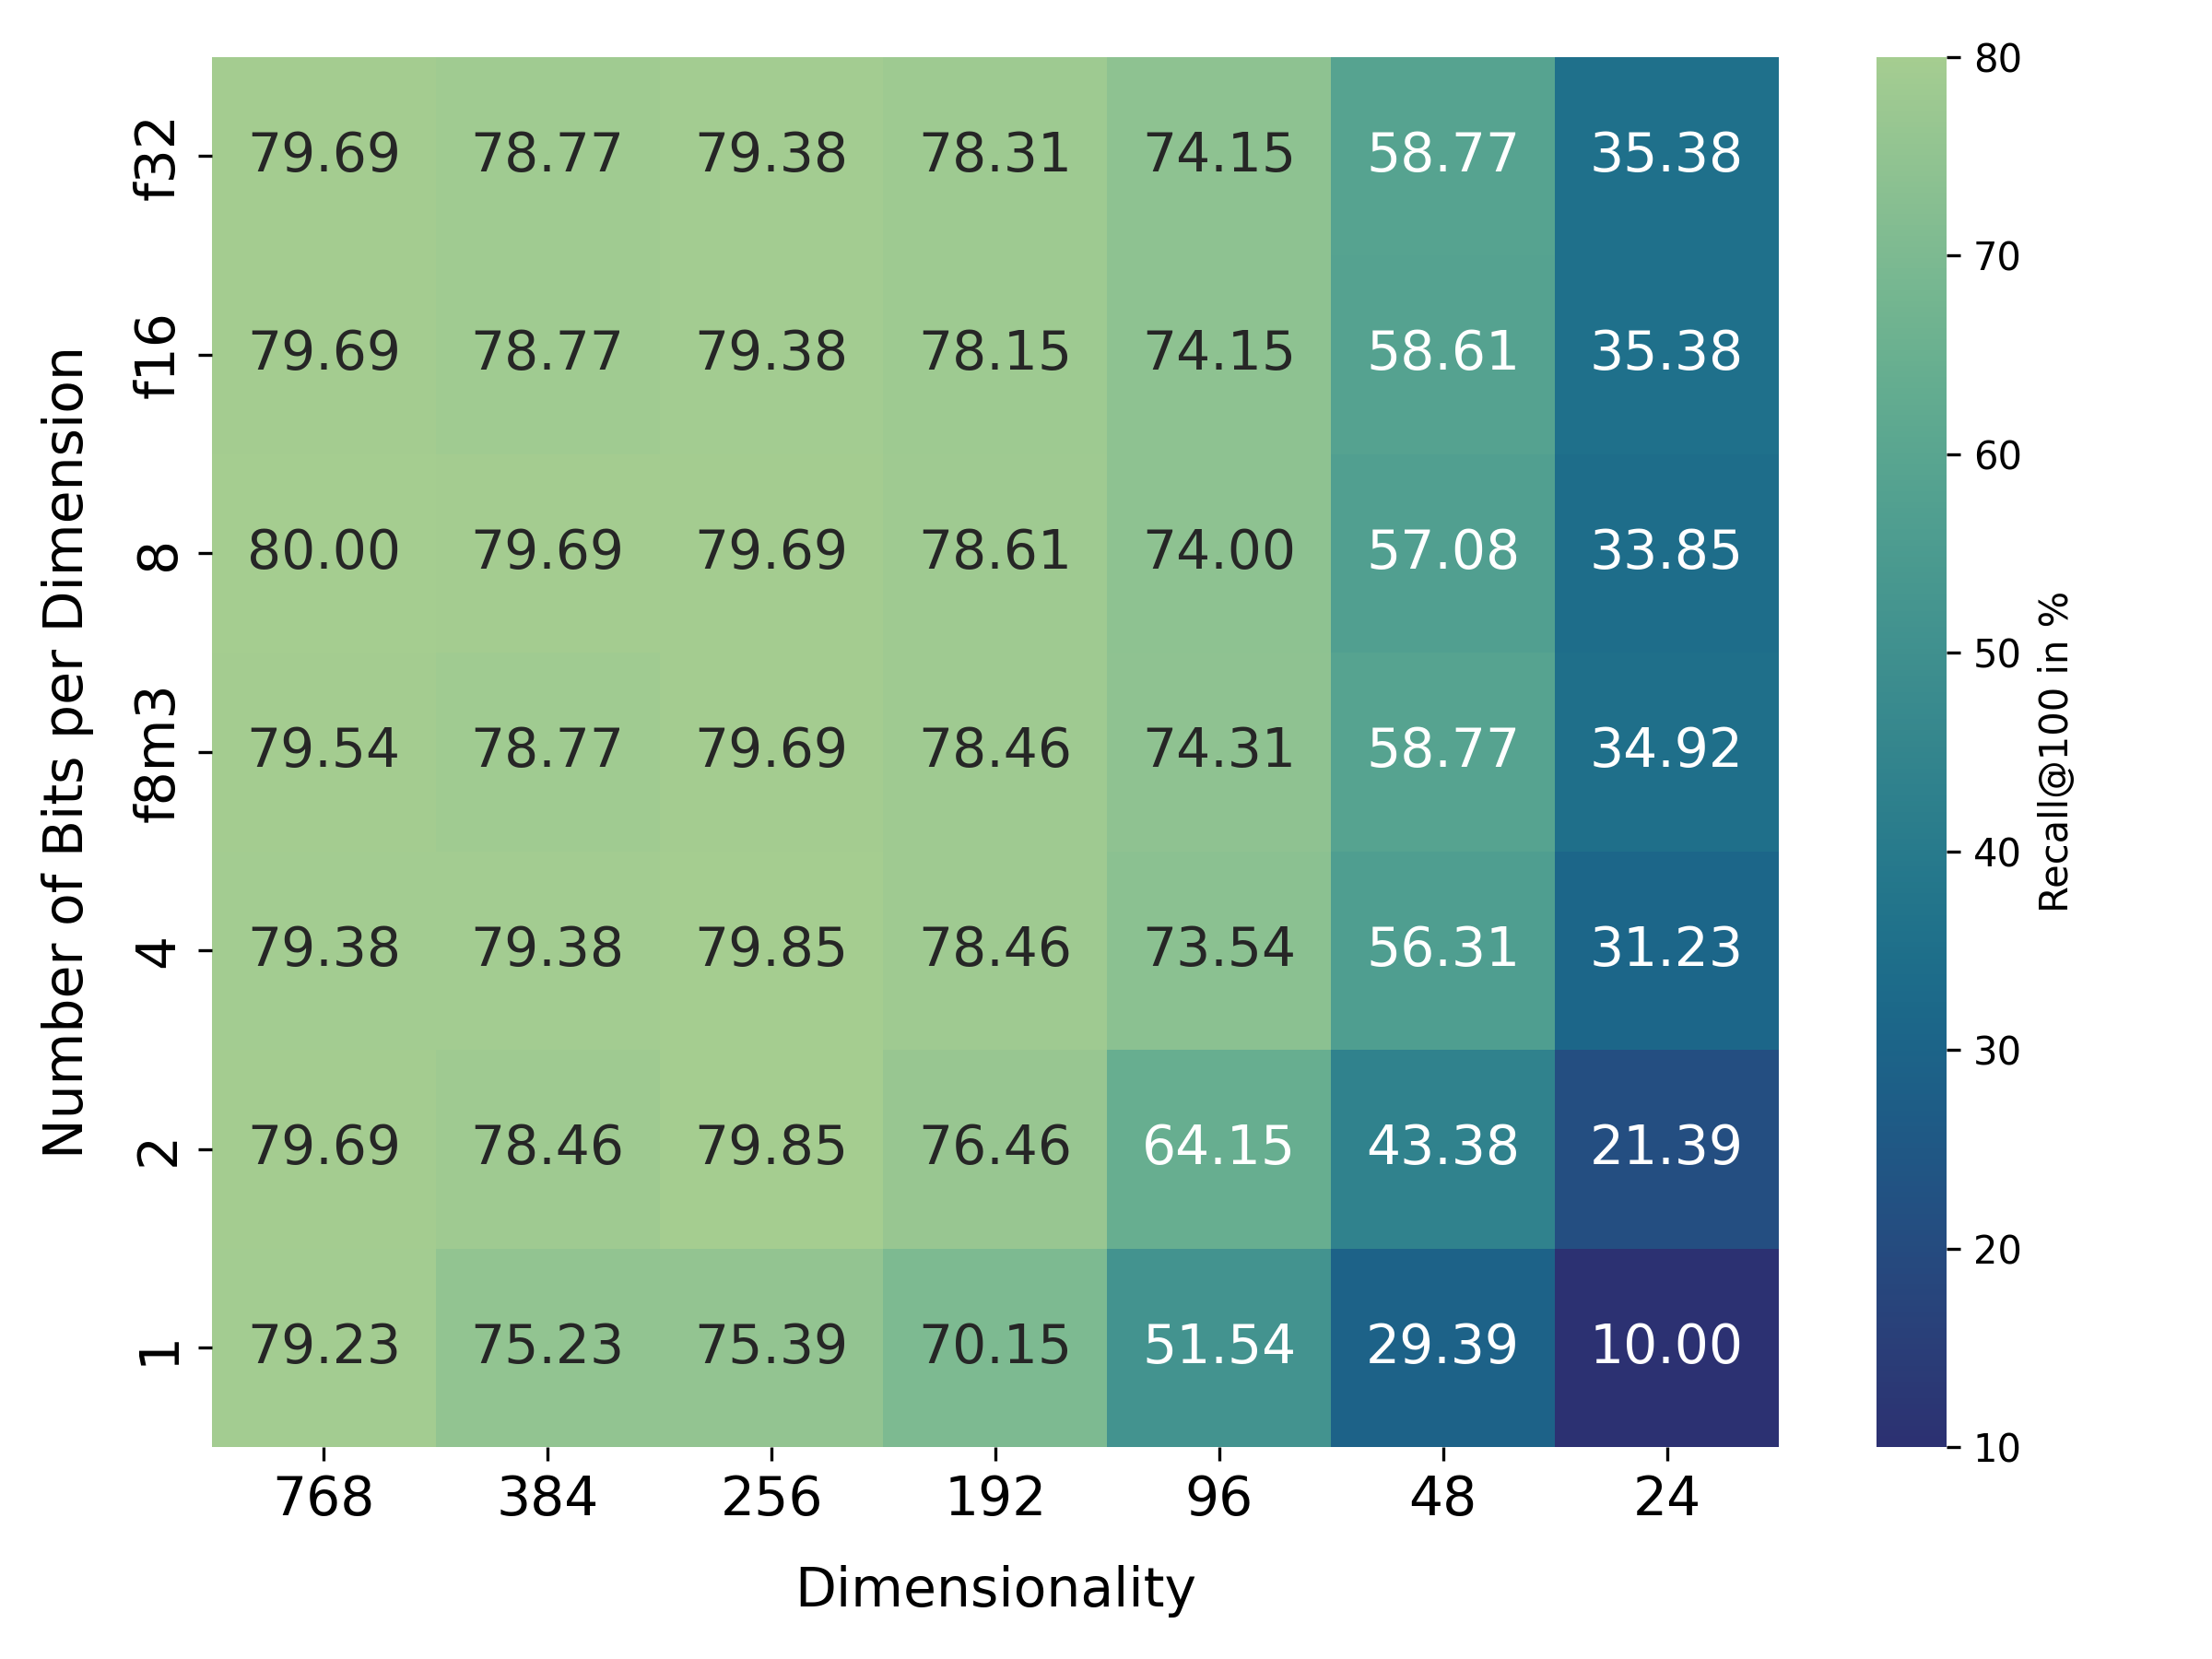 Number of Bits per Dimension
f32 79.69 78.77 79.38 78.31 74.15 58.77 35.38
f16 79.69 78.77 79.38 78.15 74.15 58.61 35.38
8 80.00 79.69 79.69 78.61 74.00 57.08 33.85
f8m3 79.54 78.77 79.69 78.46 74.31 58.77 34.92
4 79.38 79.38 79.85 78.46 73.54 56.31 31.23
2 79.69 78.46 79.85 76.46 64.15 43.38 21.39
1 79.23 75.23 75.39 70.15 51.54 29.39 10.00
768 384 256 192 96 48 24
Dimensionality
80
70
60
50
40
30
20
10
Recall@100 in %